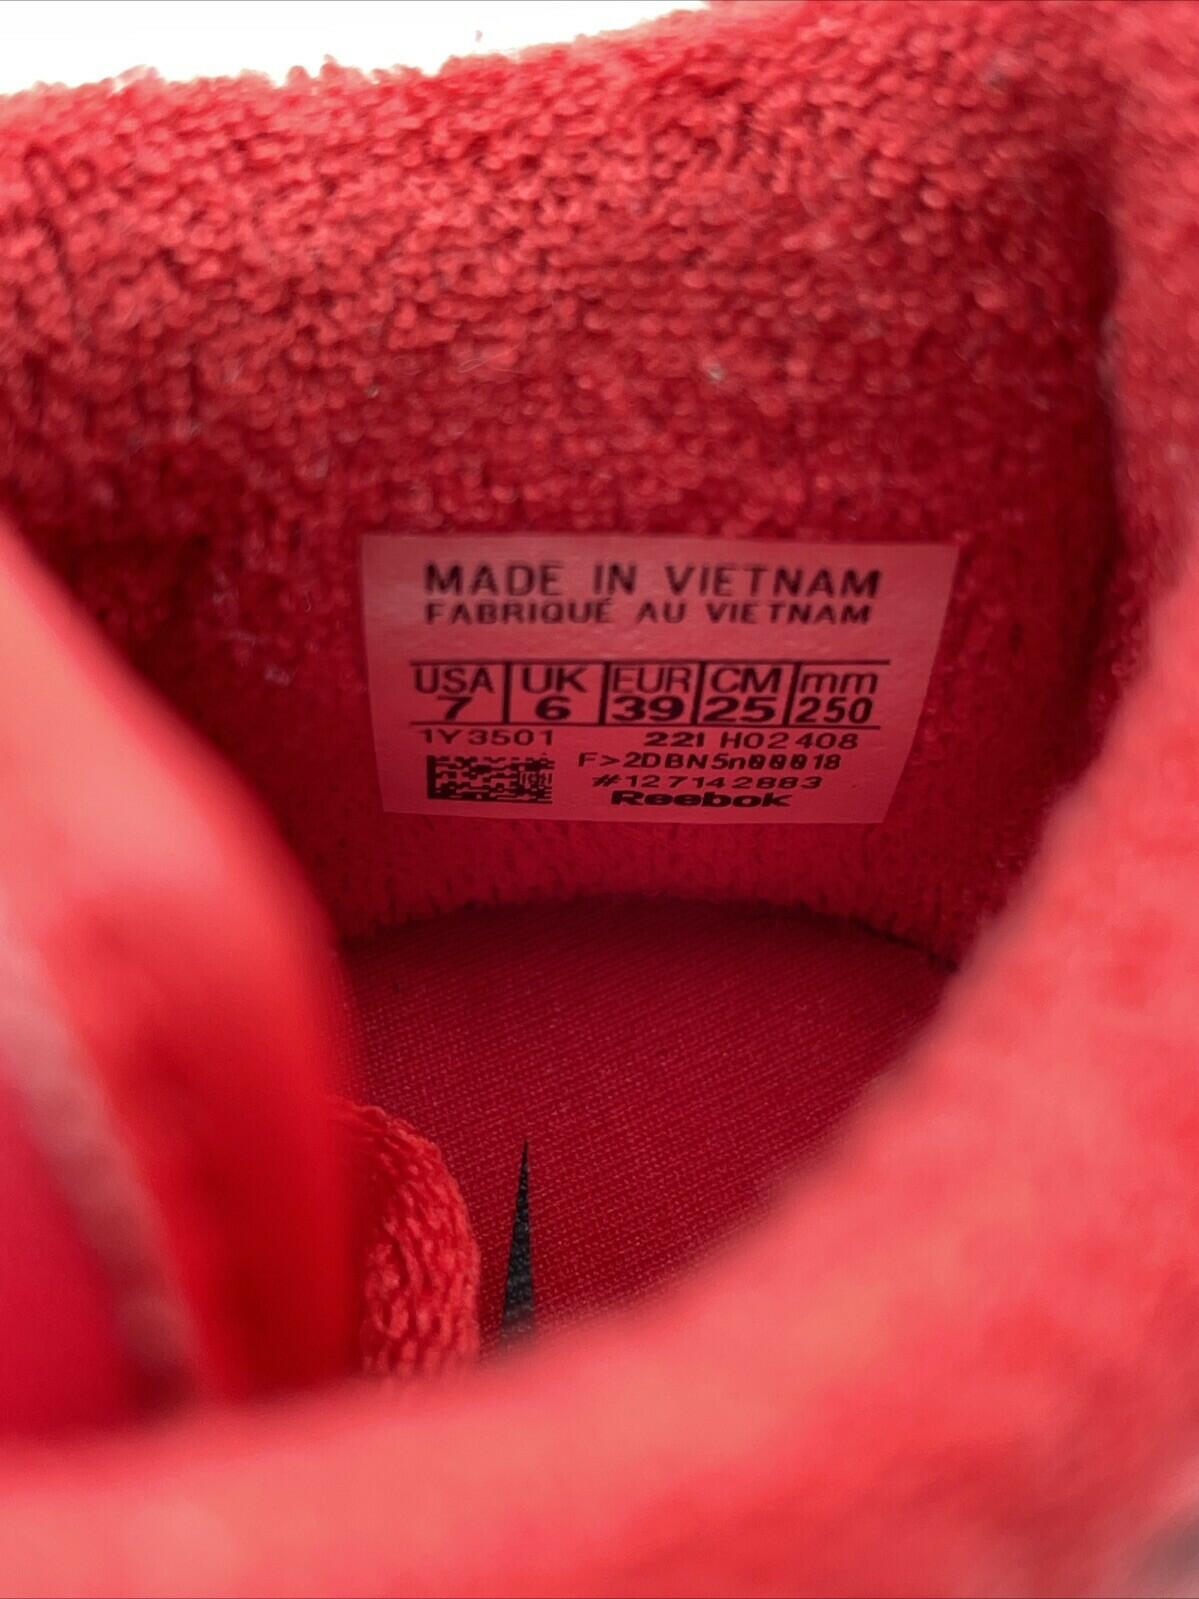 MADE IN VIETNAM
FABRIQUÉ AU VIETNAM
USA UK EUR CM mm
7 6 39 25 250
1Y3501 22I H02408
F>2DBN5n00018
#127142883
Reebok